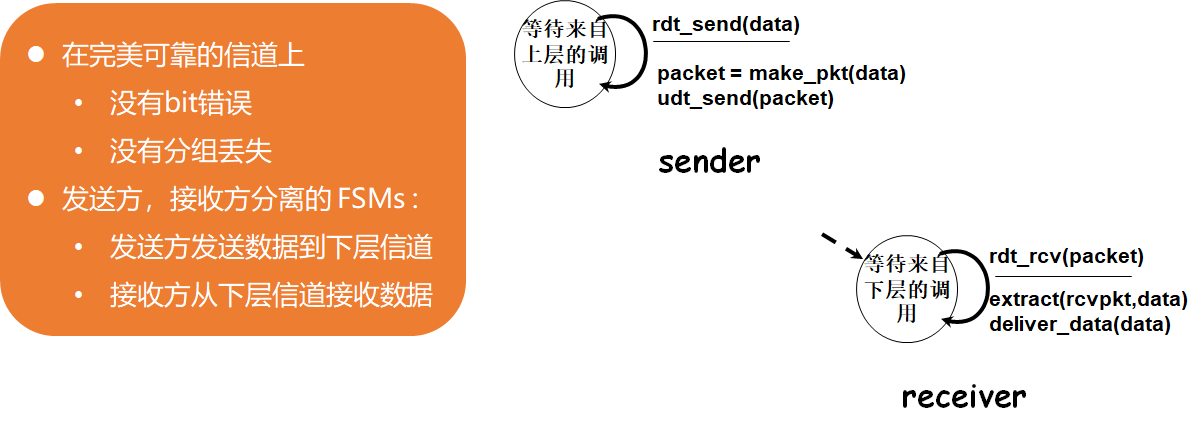 在完美可靠的信道上
没有bit错误
没有分组丢失
发送方，接收方分离的 FSMs :
发送方发送数据到下层信道
接收方从下层信道接收数据
等待来自
上层的调
用
rdt_send(data)
packet = make_pkt(data)
udt_send(packet)
sender
等待来自
下层的调
用
rdt_rcv(packet)
extract(rcvpkt,data)
deliver_data(data)
receiver